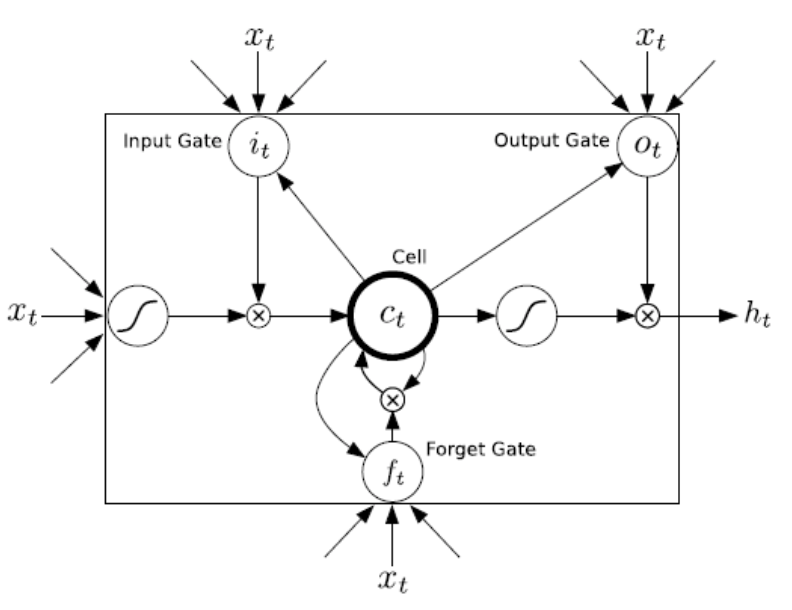 x_t
x_t
Input Gate
i_t
Output Gate
o_t
Cell
x_t
c_t
h_t
Forget Gate
f_t
x_t